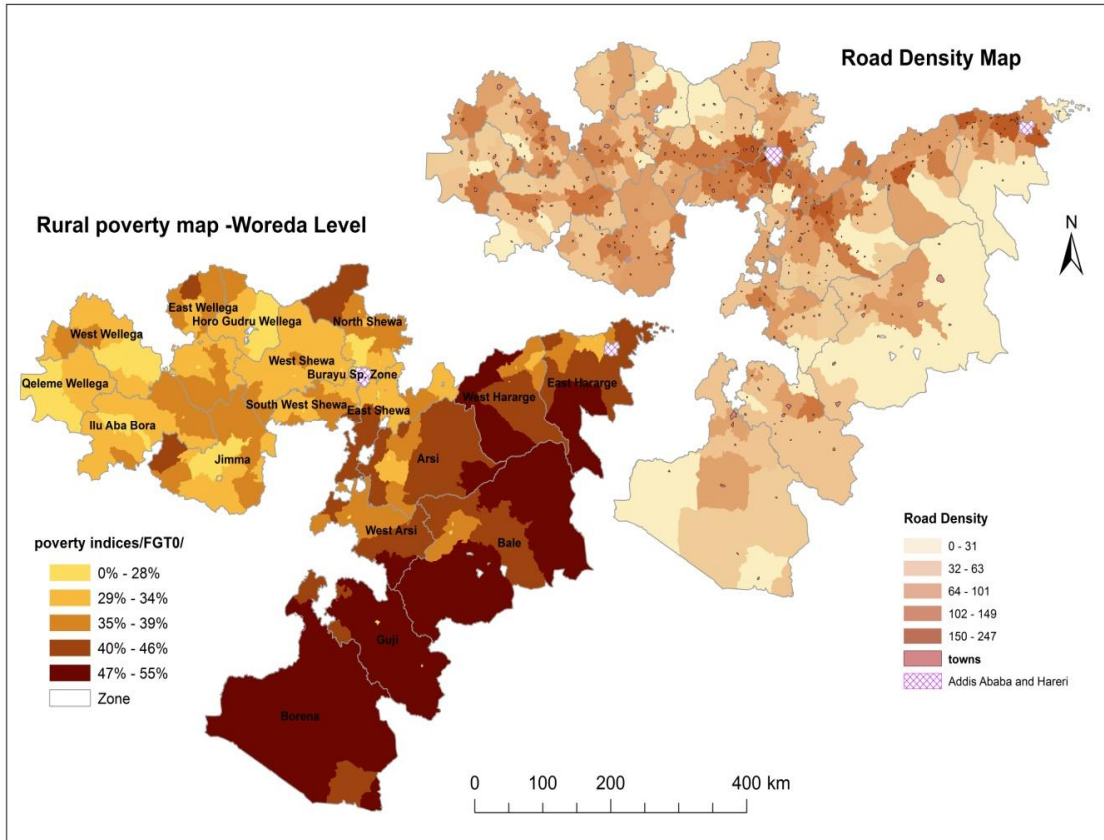 Road Density Map
N
Rural poverty map -Woreda Level
East Wellega
Horo Gudru Wellega
North Shewa
West Wellega
West Shewa
Qeleme Wellega
Burayu Sp. Zone
South West Shewa
East Shewa
West Hararge
East Hararge
Ilu Aba Bora
Jimma
Arsi
West Arsi
Bale
Guji
Borena
poverty indices/FGT0/
0% - 28%
29% - 34%
35% - 39%
40% - 46%
47% - 55%
Zone
Road Density
0 - 31
32 - 63
64 - 101
102 - 149
150 - 247
towns
Addis Ababa and Hareri
0 100 200 400 km